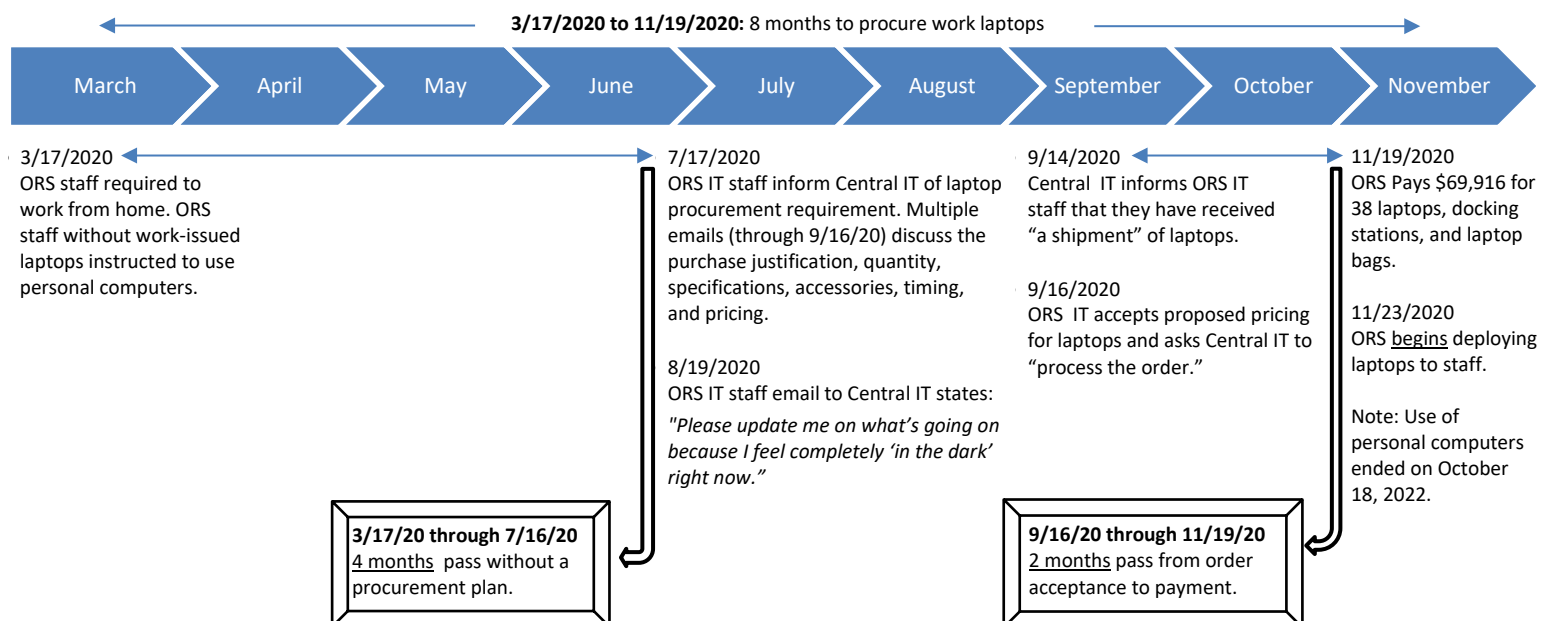 3/17/2020 to 11/19/2020: 8 months to procure work laptops
March
April
May
June
July
August
September
October
November
3/17/2020
ORS staff required to
work from home. ORS
staff without work-issued
laptops instructed to use
personal computers.
7/17/2020
ORS IT staff inform Central IT of laptop
procurement requirement. Multiple
emails (through 9/16/20) discuss the
purchase justification, quantity,
specifications, accessories, timing,
and pricing.
8/19/2020
ORS IT staff email to Central IT states:
"Please update me on what’s going on
because I feel completely ‘in the dark’
right now.”
9/14/2020
Central IT informs ORS IT
staff that they have received
“a shipment” of laptops.
9/16/2020
ORS IT accepts proposed pricing
for laptops and asks Central IT to
“process the order.”
11/19/2020
ORS Pays $69,916 for
38 laptops, docking
stations, and laptop
bags.
11/23/2020
ORS begins deploying
laptops to staff.
Note: Use of
personal computers
ended on October
18, 2022.
3/17/20 through 7/16/20
4 months pass without a
procurement plan.
9/16/20 through 11/19/20
2 months pass from order
acceptance to payment.